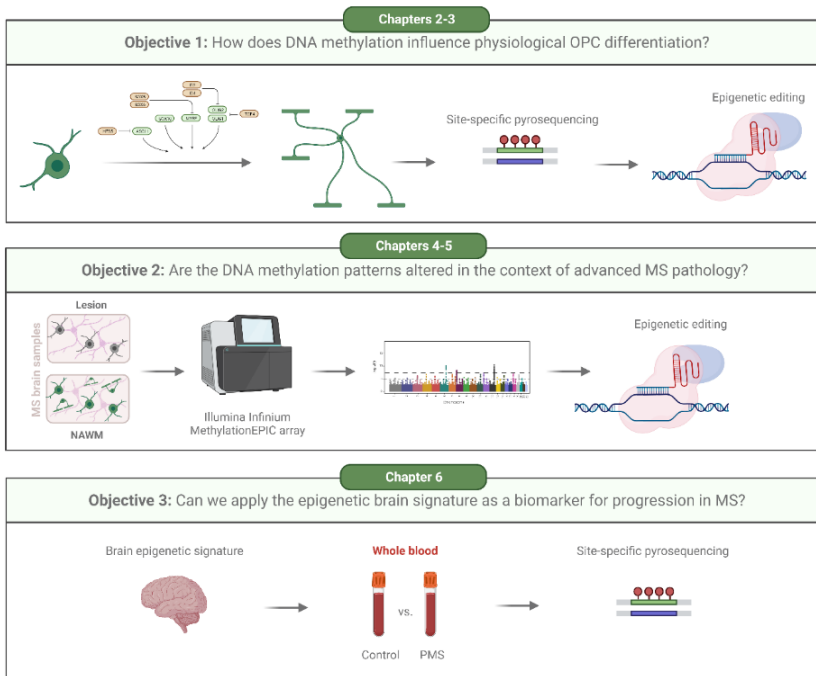 Chapters 2-3
Objective 1: How does DNA methylation influence physiological OPC differentiation?
Epigenetic editing
Site-specific pyrosequencing
Chapters 4-5
Objective 2: Are the DNA methylation patterns altered in the context of advanced MS pathology?
Lesion
MS brain samples
NAWM
Illumina Infinium
MethylationEPIC array
Epigenetic editing
Chapter 6
Objective 3: Can we apply the epigenetic brain signature as a biomarker for progression in MS?
Brain epigenetic signature
Whole blood
Site-specific pyrosequencing
vs.
Control
PMS